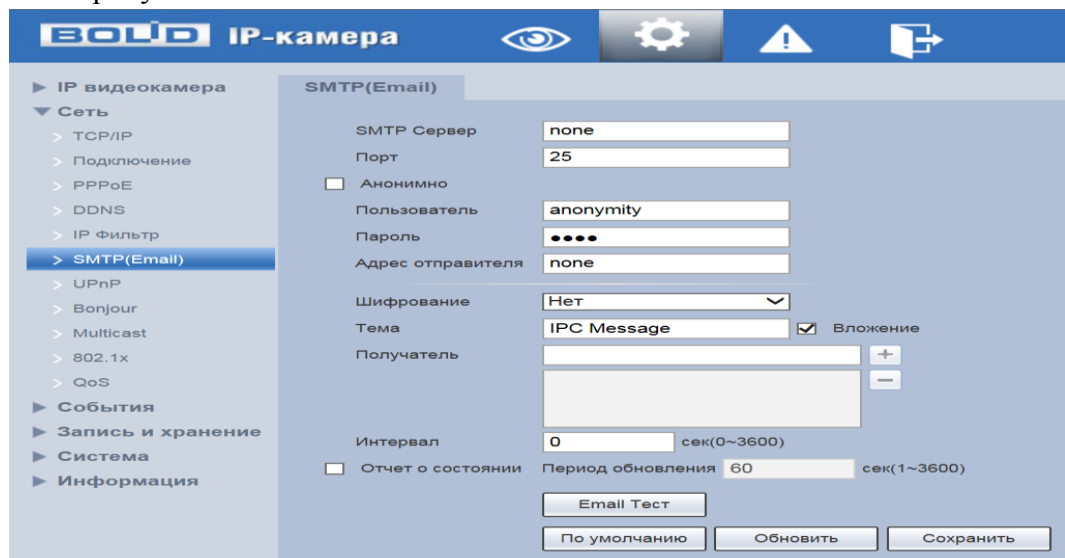 BOLID IP-камера
IP видеокамера
Сеть
TCP/IP
Подключение
PPPoE
DDNS
IP Фильтр
SMTP(Email)
UPnP
Bonjour
Multicast
802.1x
QoS
События
Запись и хранение
Система
Информация
SMTP(Email)
SMTP Сервер none
Порт 25
Анонимно
Пользователь anonymity
Пароль ●●●●
Адрес отправителя none
Шифрование Нет
Тема IPC Message Вложение
Получатель
Интервал 0 сек(0~3600)
Отчет о состоянии Период обновления 60 сек(1~3600)
Email Тест
По умолчанию Обновить Сохранить